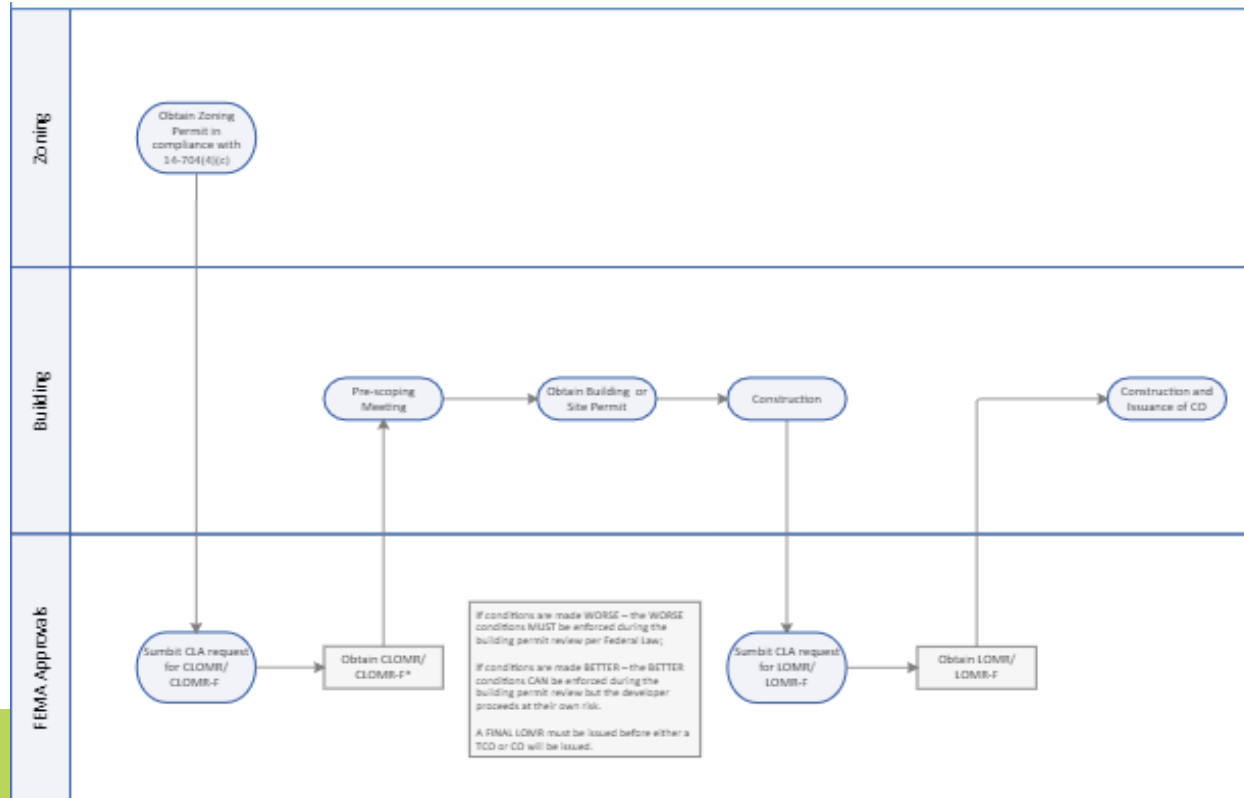 Zoning
Obtain Zoning
Permit in
compliance with
14-704(4)(c)
Building
Pre-scoping
Meeting
Obtain Building or
Site Permit
Construction
Construction and
Issuance of CO
FEMA Approvals
Sumbit CLA request
for CLOMR/
CLOMR-F
Obtain CLOMR/
CLOMR-F*
If conditions are made WORSE – the WORSE
conditions MUST be enforced during the
building permit review per Federal Law;
If conditions are made BETTER – the BETTER
conditions CAN be enforced during the
building permit review but the developer
proceeds at their own risk.
A FINAL LOMR must be issued before either a
TCO or CO will be issued.
Sumbit CLA request
for LOMR/
LOMR-F
Obtain LOMR/
LOMR-F